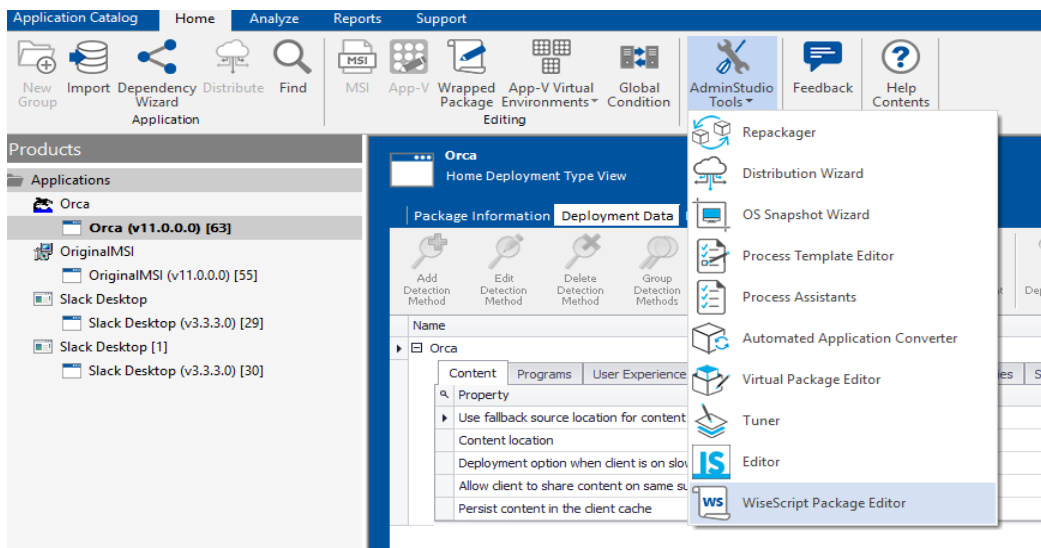 Application Catalog Home Analyze Reports Support
New Group
Import
Dependency Wizard
Distribute
Find
Application
MSI
MSI
App-V
Wrapped Package
App-V Virtual Environments
Global Condition
Editing
AdminStudio Tools
Feedback
Help Contents
Products
Applications
Orca
Orca (v11.0.0.0) [63]
OriginalMSI
OriginalMSI (v11.0.0.0) [55]
Slack Desktop
Slack Desktop (v3.3.3.0) [29]
Slack Desktop [1]
Slack Desktop (v3.3.3.0) [30]
Orca
Home Deployment Type View
Package Information Deployment Data
Add Detection Method
Edit Detection Method
Delete Detection Method
Group Detection Methods
Name
Orca
Content Programs User Experience
Property
Use fallback source location for content
Content location
Deployment option when client is on
Allow client to share content on same
Persist content in the client cache
Repackager
Distribution Wizard
OS Snapshot Wizard
Process Template Editor
Process Assistants
Automated Application Converter
Virtual Package Editor
Tuner
IS Editor
WS WiseScript Package Editor